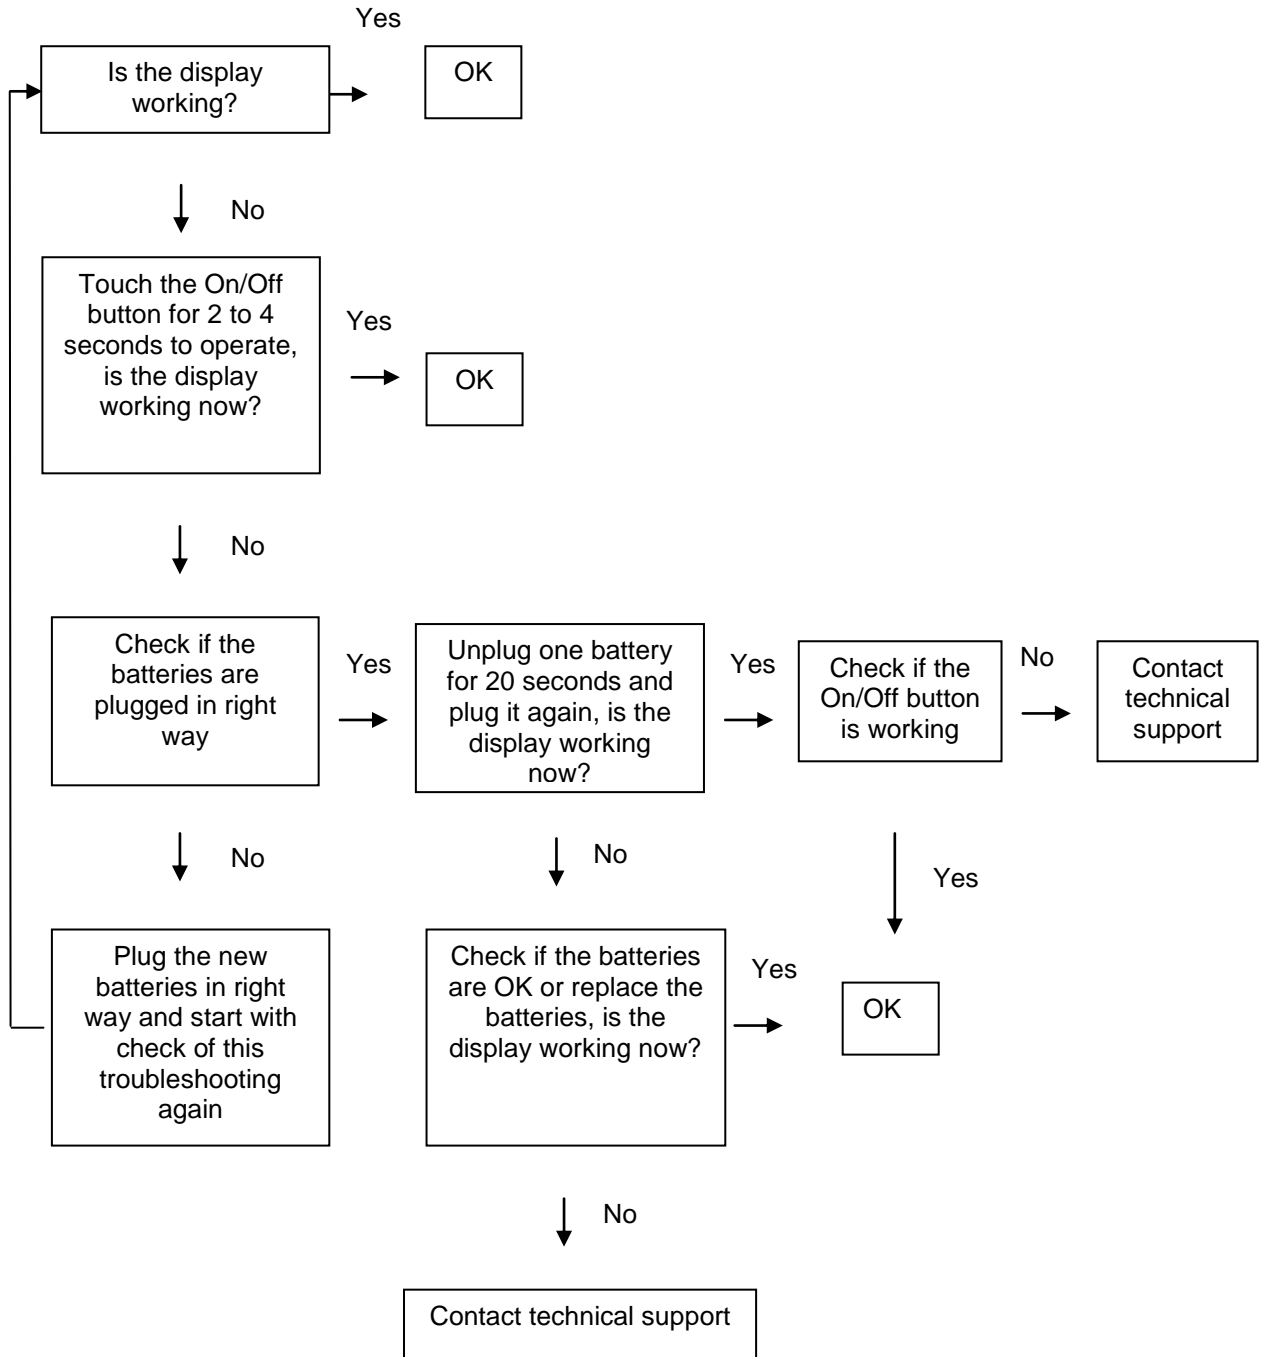 Yes
Is the display
working?
OK
No
Touch the On/Off
button for 2 to 4
seconds to operate,
is the display
working now?
Yes
OK
No
Check if the
batteries are
plugged in right
way
Yes
Unplug one battery
for 20 seconds and
plug it again, is the
display working
now?
Yes
Check if the
On/Off button
is working
No
Contact
technical
support
No
No
Yes
Plug the new
batteries in right
way and start with
check of this
troubleshooting
again
Check if the batteries
are OK or replace the
batteries, is the
display working now?
Yes
OK
No
Contact technical support